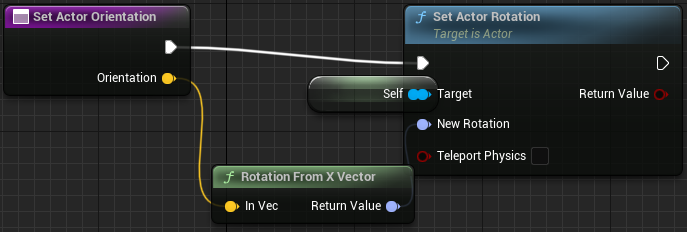 Set Actor Orientation
Orientation
Set Actor Rotation
Target is Actor
Self
Target
Return Value
New Rotation
Teleport Physics
Rotation From X Vector
In Vec
Return Value